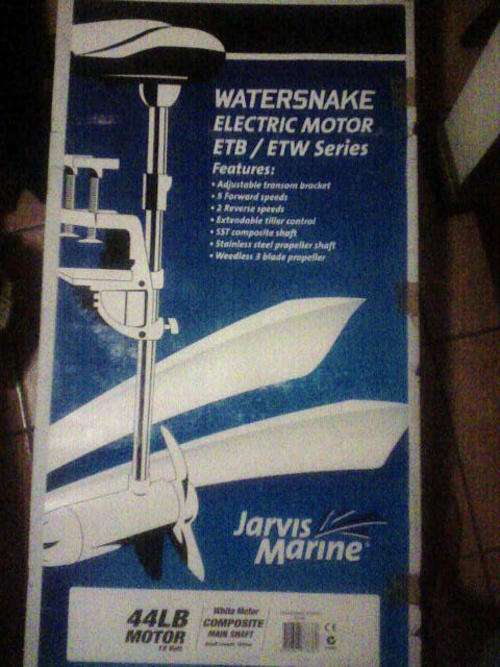 WATERSNAKE
ELECTRIC MOTOR
ETB / ETW Series
Features:
• Adjustable transom bracket
• 5 Forward speeds
• 2 Reverse speeds
• Extendable tiller control
• SST composite shaft
• Stainless steel propeller shaft
• Weedless 3 blade propeller
Jarvis
Marine
44LB
MOTOR
12 Volt
White Motor
COMPOSITE
MAIN SHAFT